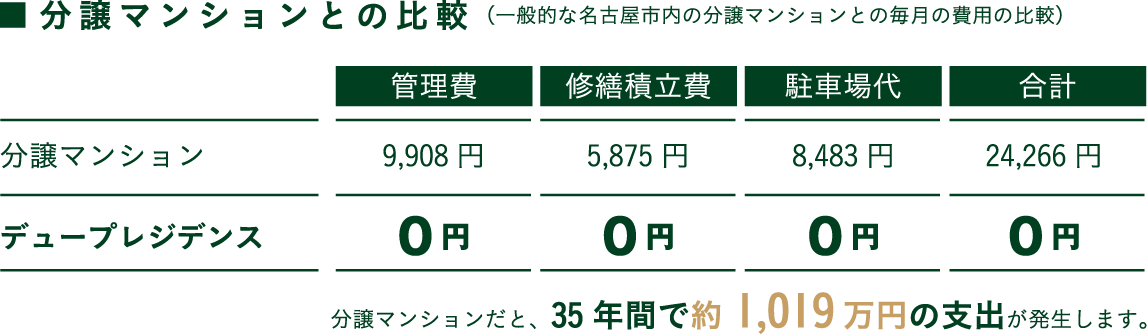 ■ 分譲マンションとの比較（一般的な名古屋市内の分譲マンションとの毎月の費用の比較）
管理費 修繕積立費 駐車場代 合計
分譲マンション 9,908 円 5,875 円 8,483 円 24,266 円
デュープレジデンス 0 円 0 円 0 円 0 円
分譲マンションだと、35 年間で約 1,019 万円の支出が発生します。